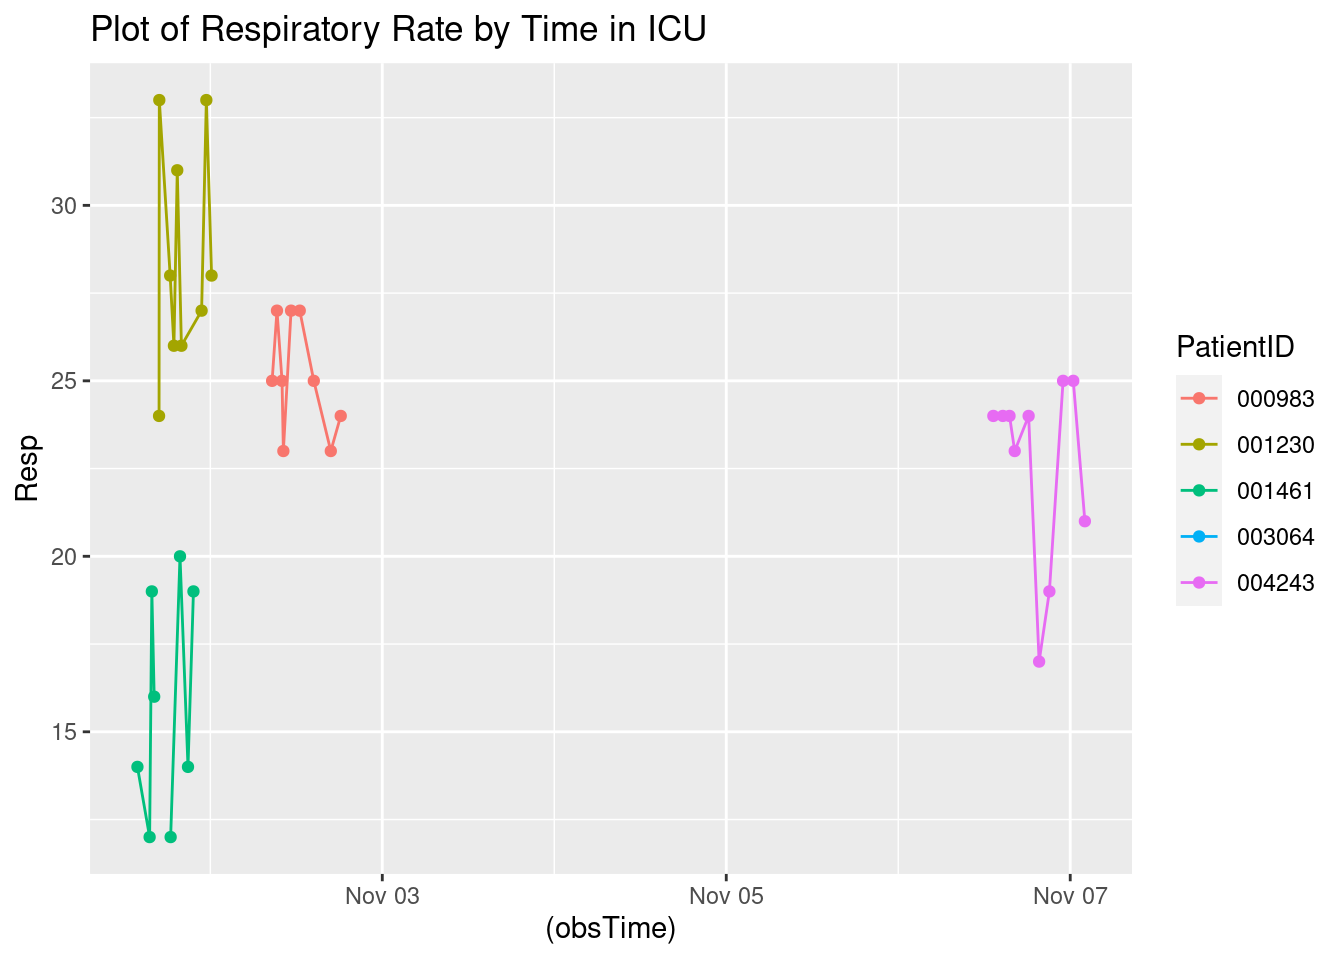 Plot of Respiratory Rate by Time in ICU
30
25
20
15
Resp
Nov 03
Nov 05
Nov 07
(obsTime)
PatientID
000983
001230
001461
003064
004243